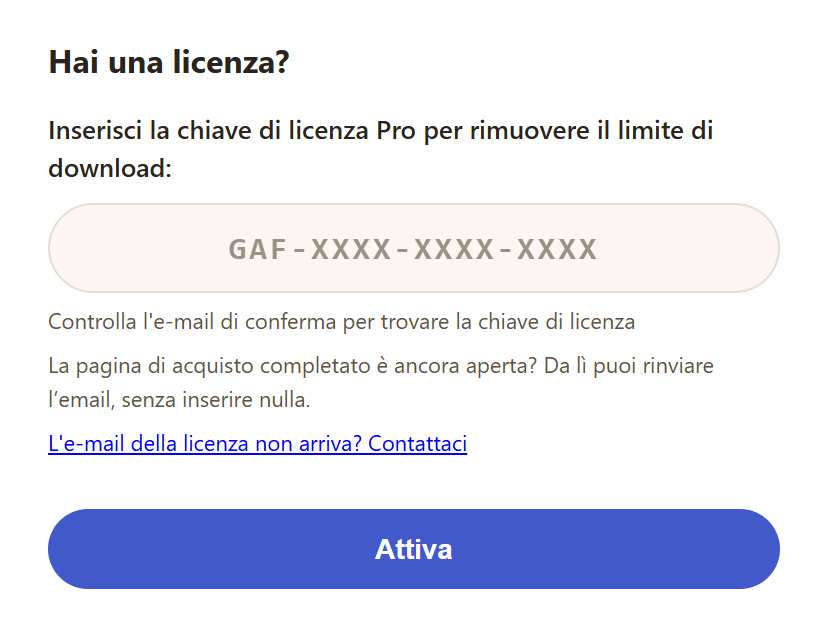 Hai una licenza?
Inserisci la chiave di licenza Pro per rimuovere il limite di
download:
GAF-XXXX-XXXX-XXXX
Controlla l'e-mail di conferma per trovare la chiave di licenza
La pagina di acquisto completato è ancora aperta? Da lì puoi rinviare
l’email, senza inserire nulla.
L'e-mail della licenza non arriva? Contattaci
Attiva